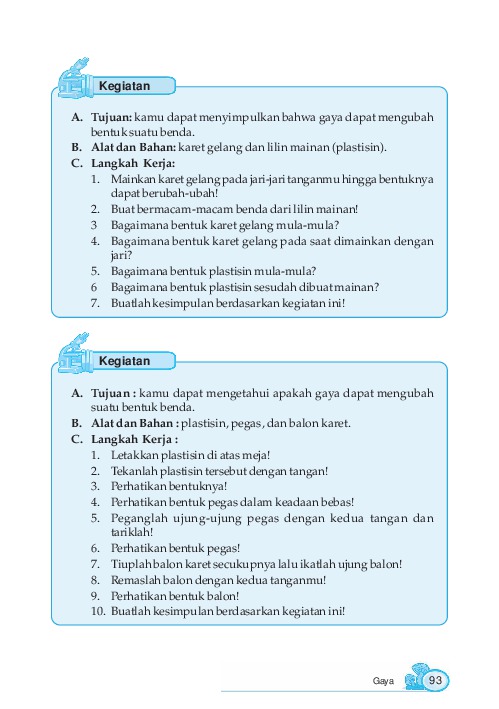 Kegiatan
A. Tujuan: kamu dapat menyimpulkan bahwa gaya dapat mengubah
bentuk suatu benda.
B. Alat dan Bahan: karet gelang dan lilin mainan (plastisin).
C. Langkah Kerja:
1. Mainkan karet gelang pada jari-jari tanganmu hingga bentuknya
dapat berubah-ubah!
2. Buat bermacam-macam benda dari lilin mainan!
3 Bagaimana bentuk karet gelang mula-mula?
4. Bagaimana bentuk karet gelang pada saat dimainkan dengan
jari?
5. Bagaimana bentuk plastisin mula-mula?
6 Bagaimana bentuk plastisin sesudah dibuat mainan?
7. Buatlah kesimpulan berdasarkan kegiatan ini!
Kegiatan
A. Tujuan : kamu dapat mengetahui apakah gaya dapat mengubah
suatu bentuk benda.
B. Alat dan Bahan : plastisin, pegas, dan balon karet.
C. Langkah Kerja :
1. Letakkan plastisin di atas meja!
2. Tekanlah plastisin tersebut dengan tangan!
3. Perhatikan bentuknya!
4. Perhatikan bentuk pegas dalam keadaan bebas!
5. Peganglah ujung-ujung pegas dengan kedua tangan dan
tariklah!
6. Perhatikan bentuk pegas!
7. Tiuplah balon karet secukupnya lalu ikatlah ujung balon!
8. Remaslah balon dengan kedua tanganmu!
9. Perhatikan bentuk balon!
10. Buatlah kesimpulan berdasarkan kegiatan ini!
Gaya 93